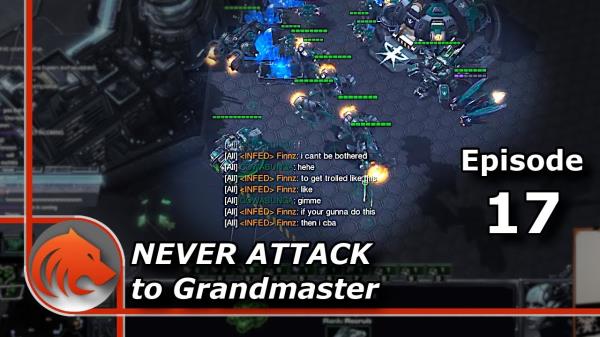 [All] <INFED> Finnz: i cant be bothered
[All] COWABUNGA: hehe
[All] <INFED> Finnz: to get trolled like this
[All] <INFED> Finnz: like
[All] COWABUNGA: gimme
[All] <INFED> Finnz: if your gunna do this
[All] <INFED> Finnz: then i cba
Episode
17
NEVER ATTACK
to Grandmaster